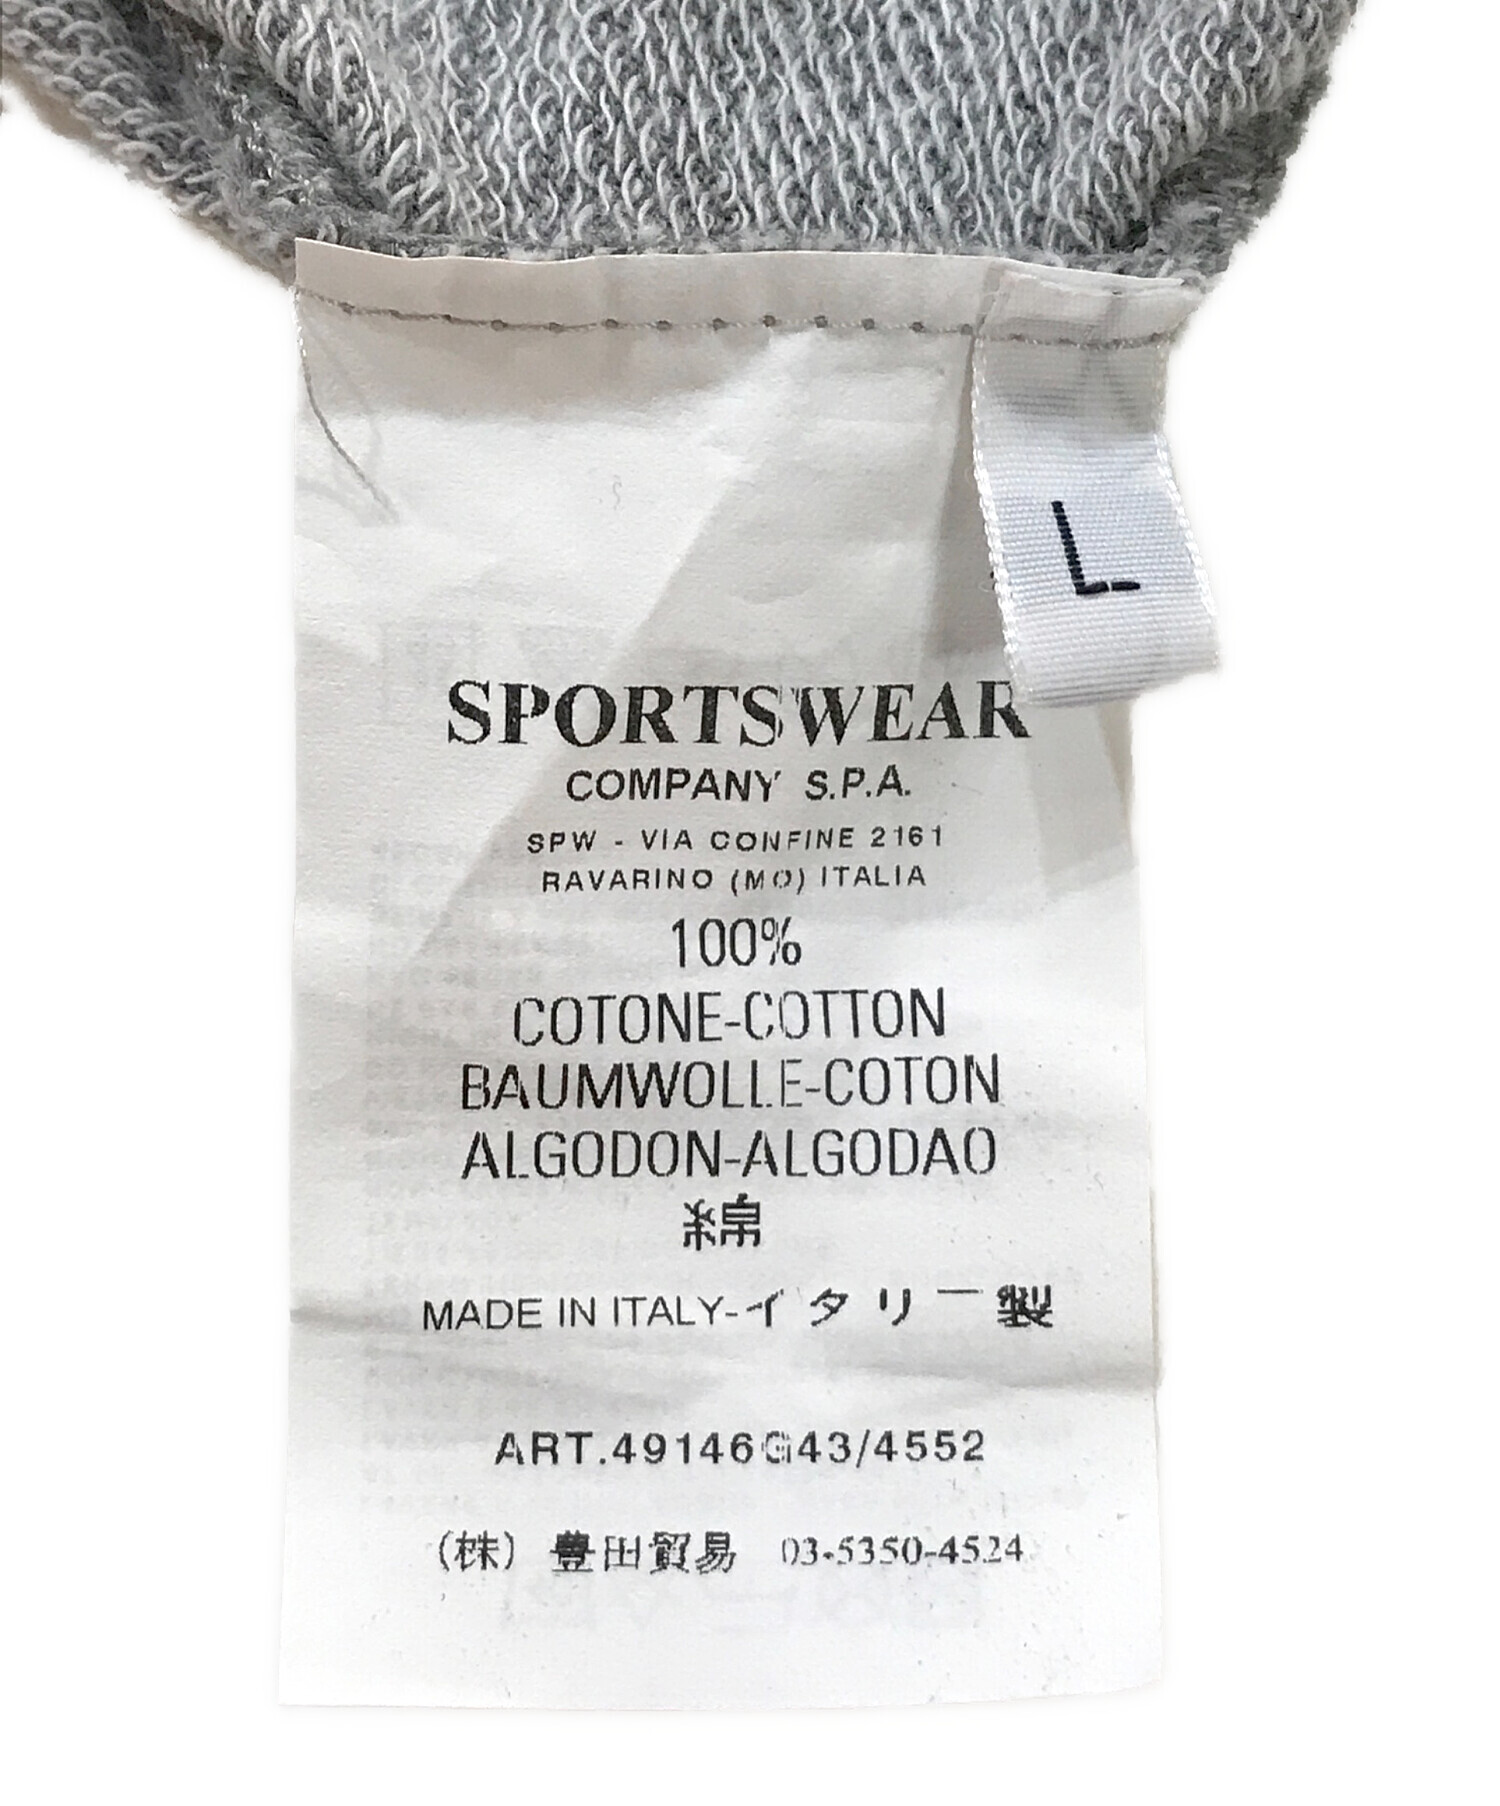 L
SPORTSWEAR
COMPANY S.P.A.
SPW - VIA CONFINE 2161
RAVARINO (MO) ITALIA
100%
COTONE-COTTON
BAUMWOLLE-COTON
ALGODON-ALGODAO
綿
MADE IN ITALY-イタリー製
ART.49146G43/4552
(株) 豊田貿易 03-5350-4524